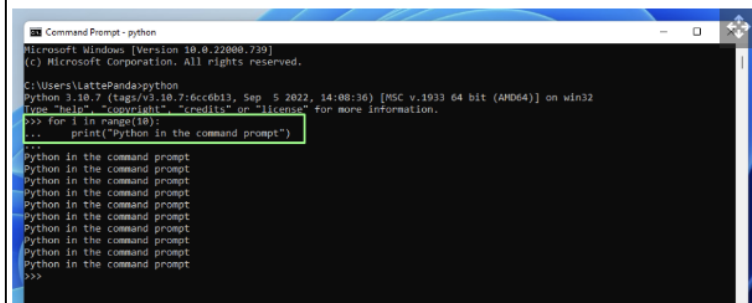 Command Prompt - python
Microsoft Windows [Version 10.0.22000.739]
(c) Microsoft Corporation. All rights reserved.
C:\Users\LattePanda>python
Python 3.10.7 (tags/v3.10.7:6cc6b13, Sep  5 2022, 14:08:36) [MSC v.1933 64 bit (AMD64)] on win32
Type "help", "copyright", "credits" or "license" for more information.
>>> for i in range(10):
...     print("Python in the command prompt")
...
Python in the command prompt
Python in the command prompt
Python in the command prompt
Python in the command prompt
Python in the command prompt
Python in the command prompt
Python in the command prompt
Python in the command prompt
Python in the command prompt
Python in the command prompt
>>>